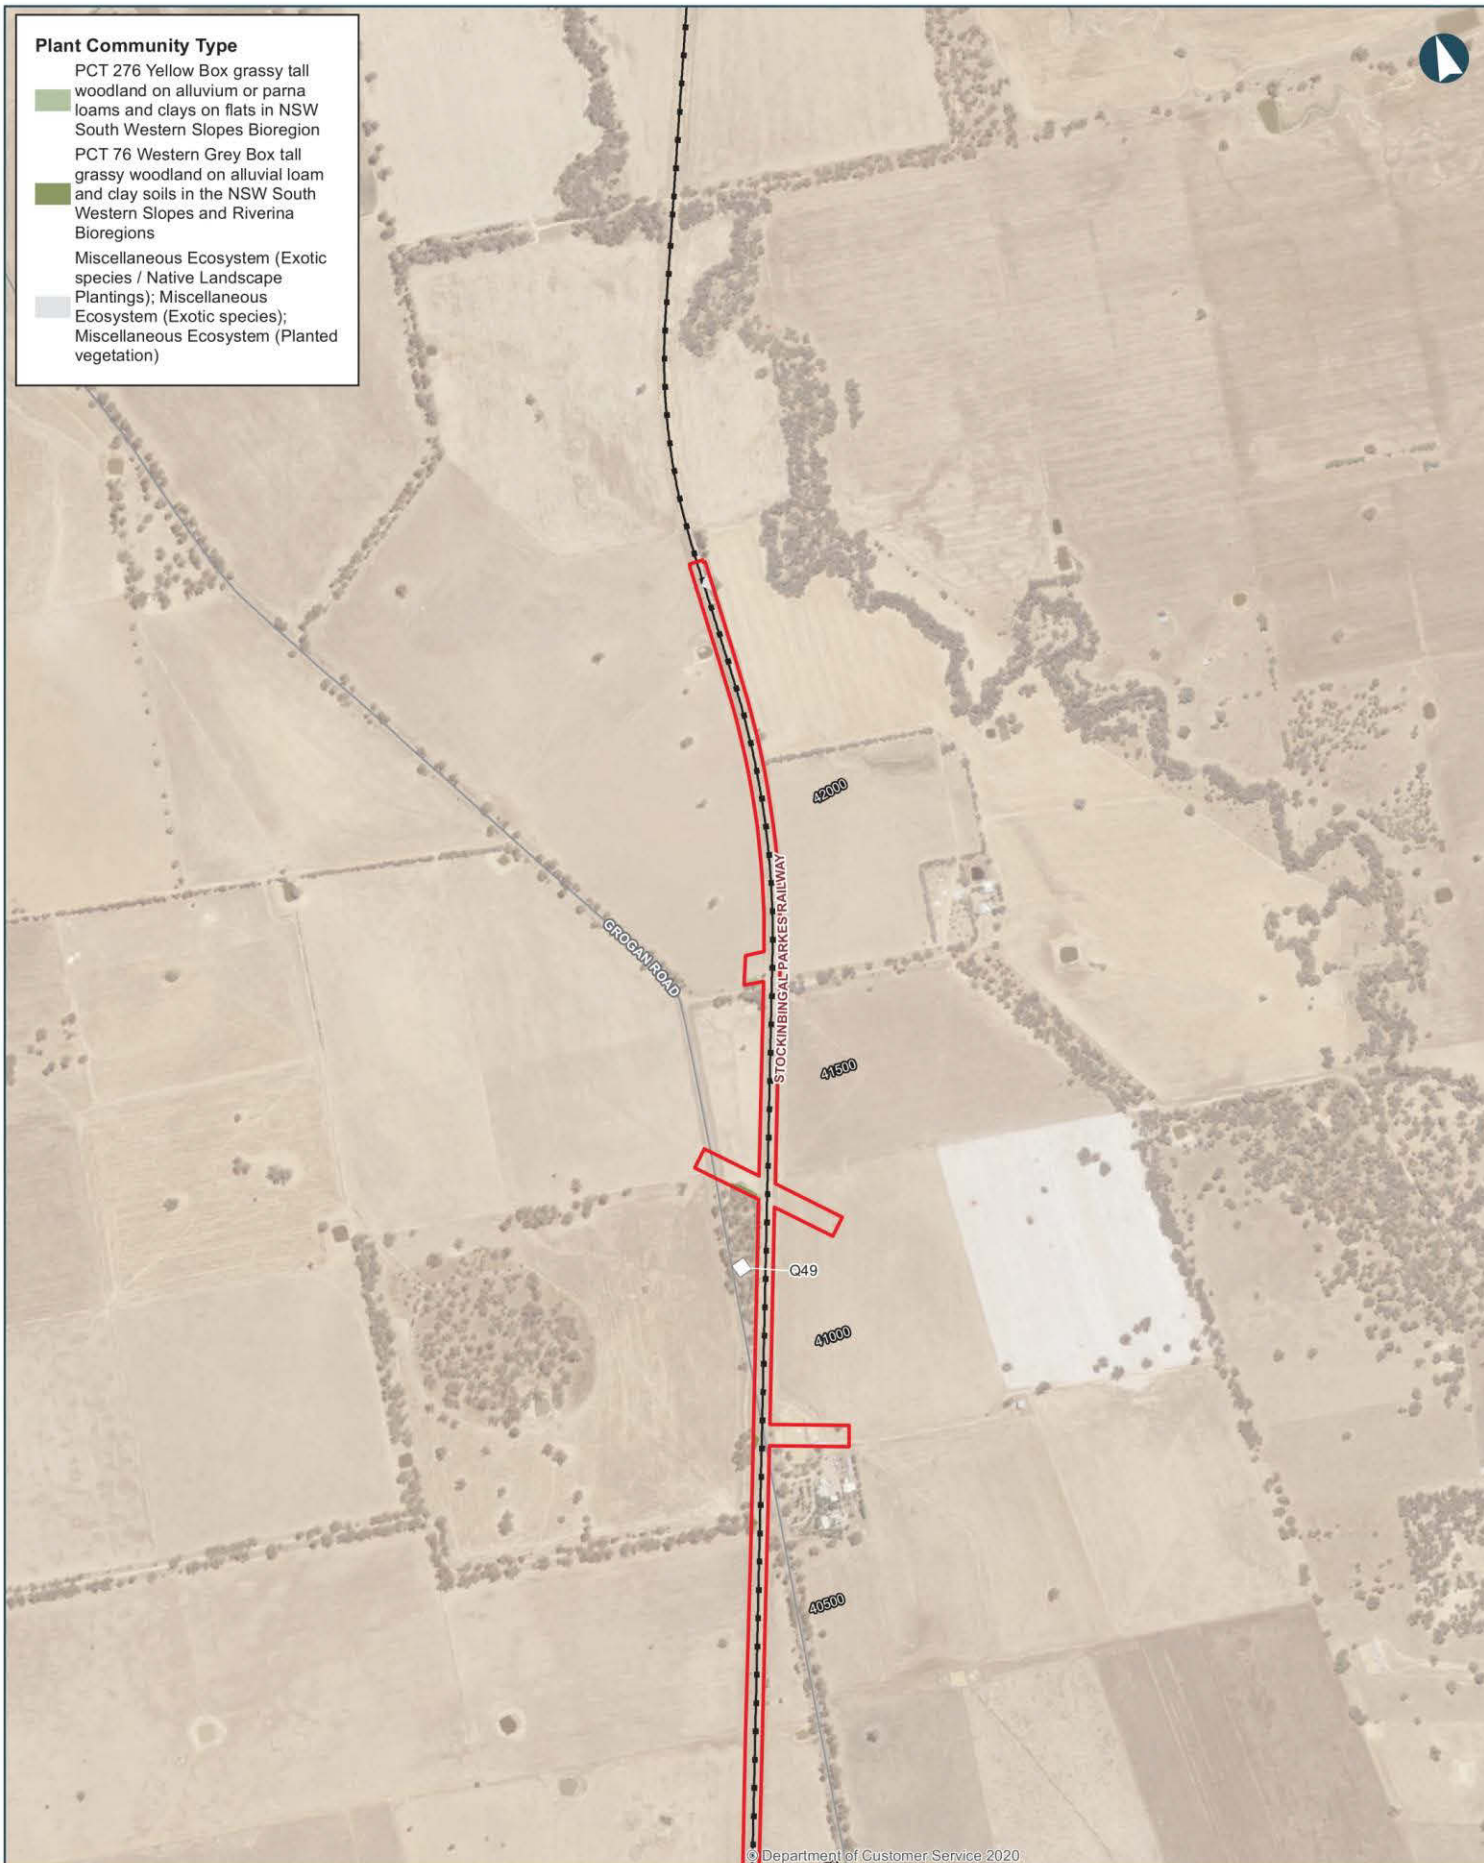 Plant Community Type
PCT 276 Yellow Box grassy tall
woodland on alluvium or parna
loams and clays on flats in NSW
South Western Slopes Bioregion
PCT 76 Western Grey Box tall
grassy woodland on alluvial loam
and clay soils in the NSW South
Western Slopes and Riverina
Bioregions
Miscellaneous Ecosystem (Exotic
species / Native Landscape
Plantings); Miscellaneous
Ecosystem (Exotic species);
Miscellaneous Ecosystem (Planted
vegetation)
42000
STOCKINBINGAL PARKES RAILWAY
GROGAN ROAD
41500
Q49
41000
40500
© Department of Customer Service 2020